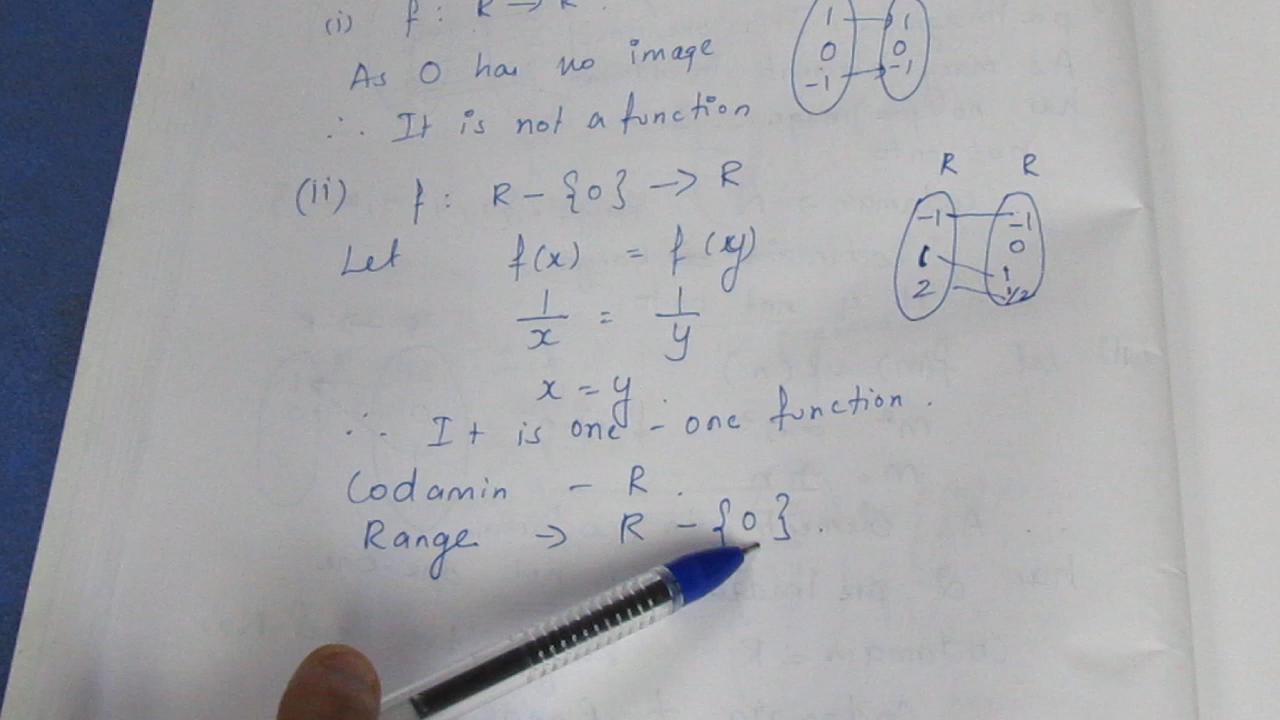 (i) f: R → R
As 0 has no image
∴ It is not a function
1 1
0 0
-1 -1
(ii) f: R - {0} → R
Let f(x) = f(y)
1/x = 1/y
x = y
∴ It is one - one function.
R R
-1 -1
0
1 1
2 1/2
Codamin - R.
Range → R - {0}.